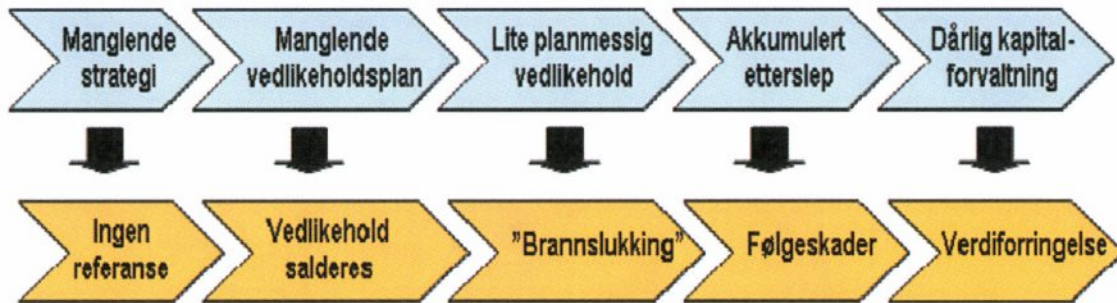 Manglende
strategi
Manglende
vedlikeholdsplan
Lite planmessig
vedlikehold
Akkumulert
etterslep
Dårlig kapital-
forvaltning
Ingen
referanse
Vedlikehold
salderes
"Brannslukking"
Følgeskader
Verdiforringelse